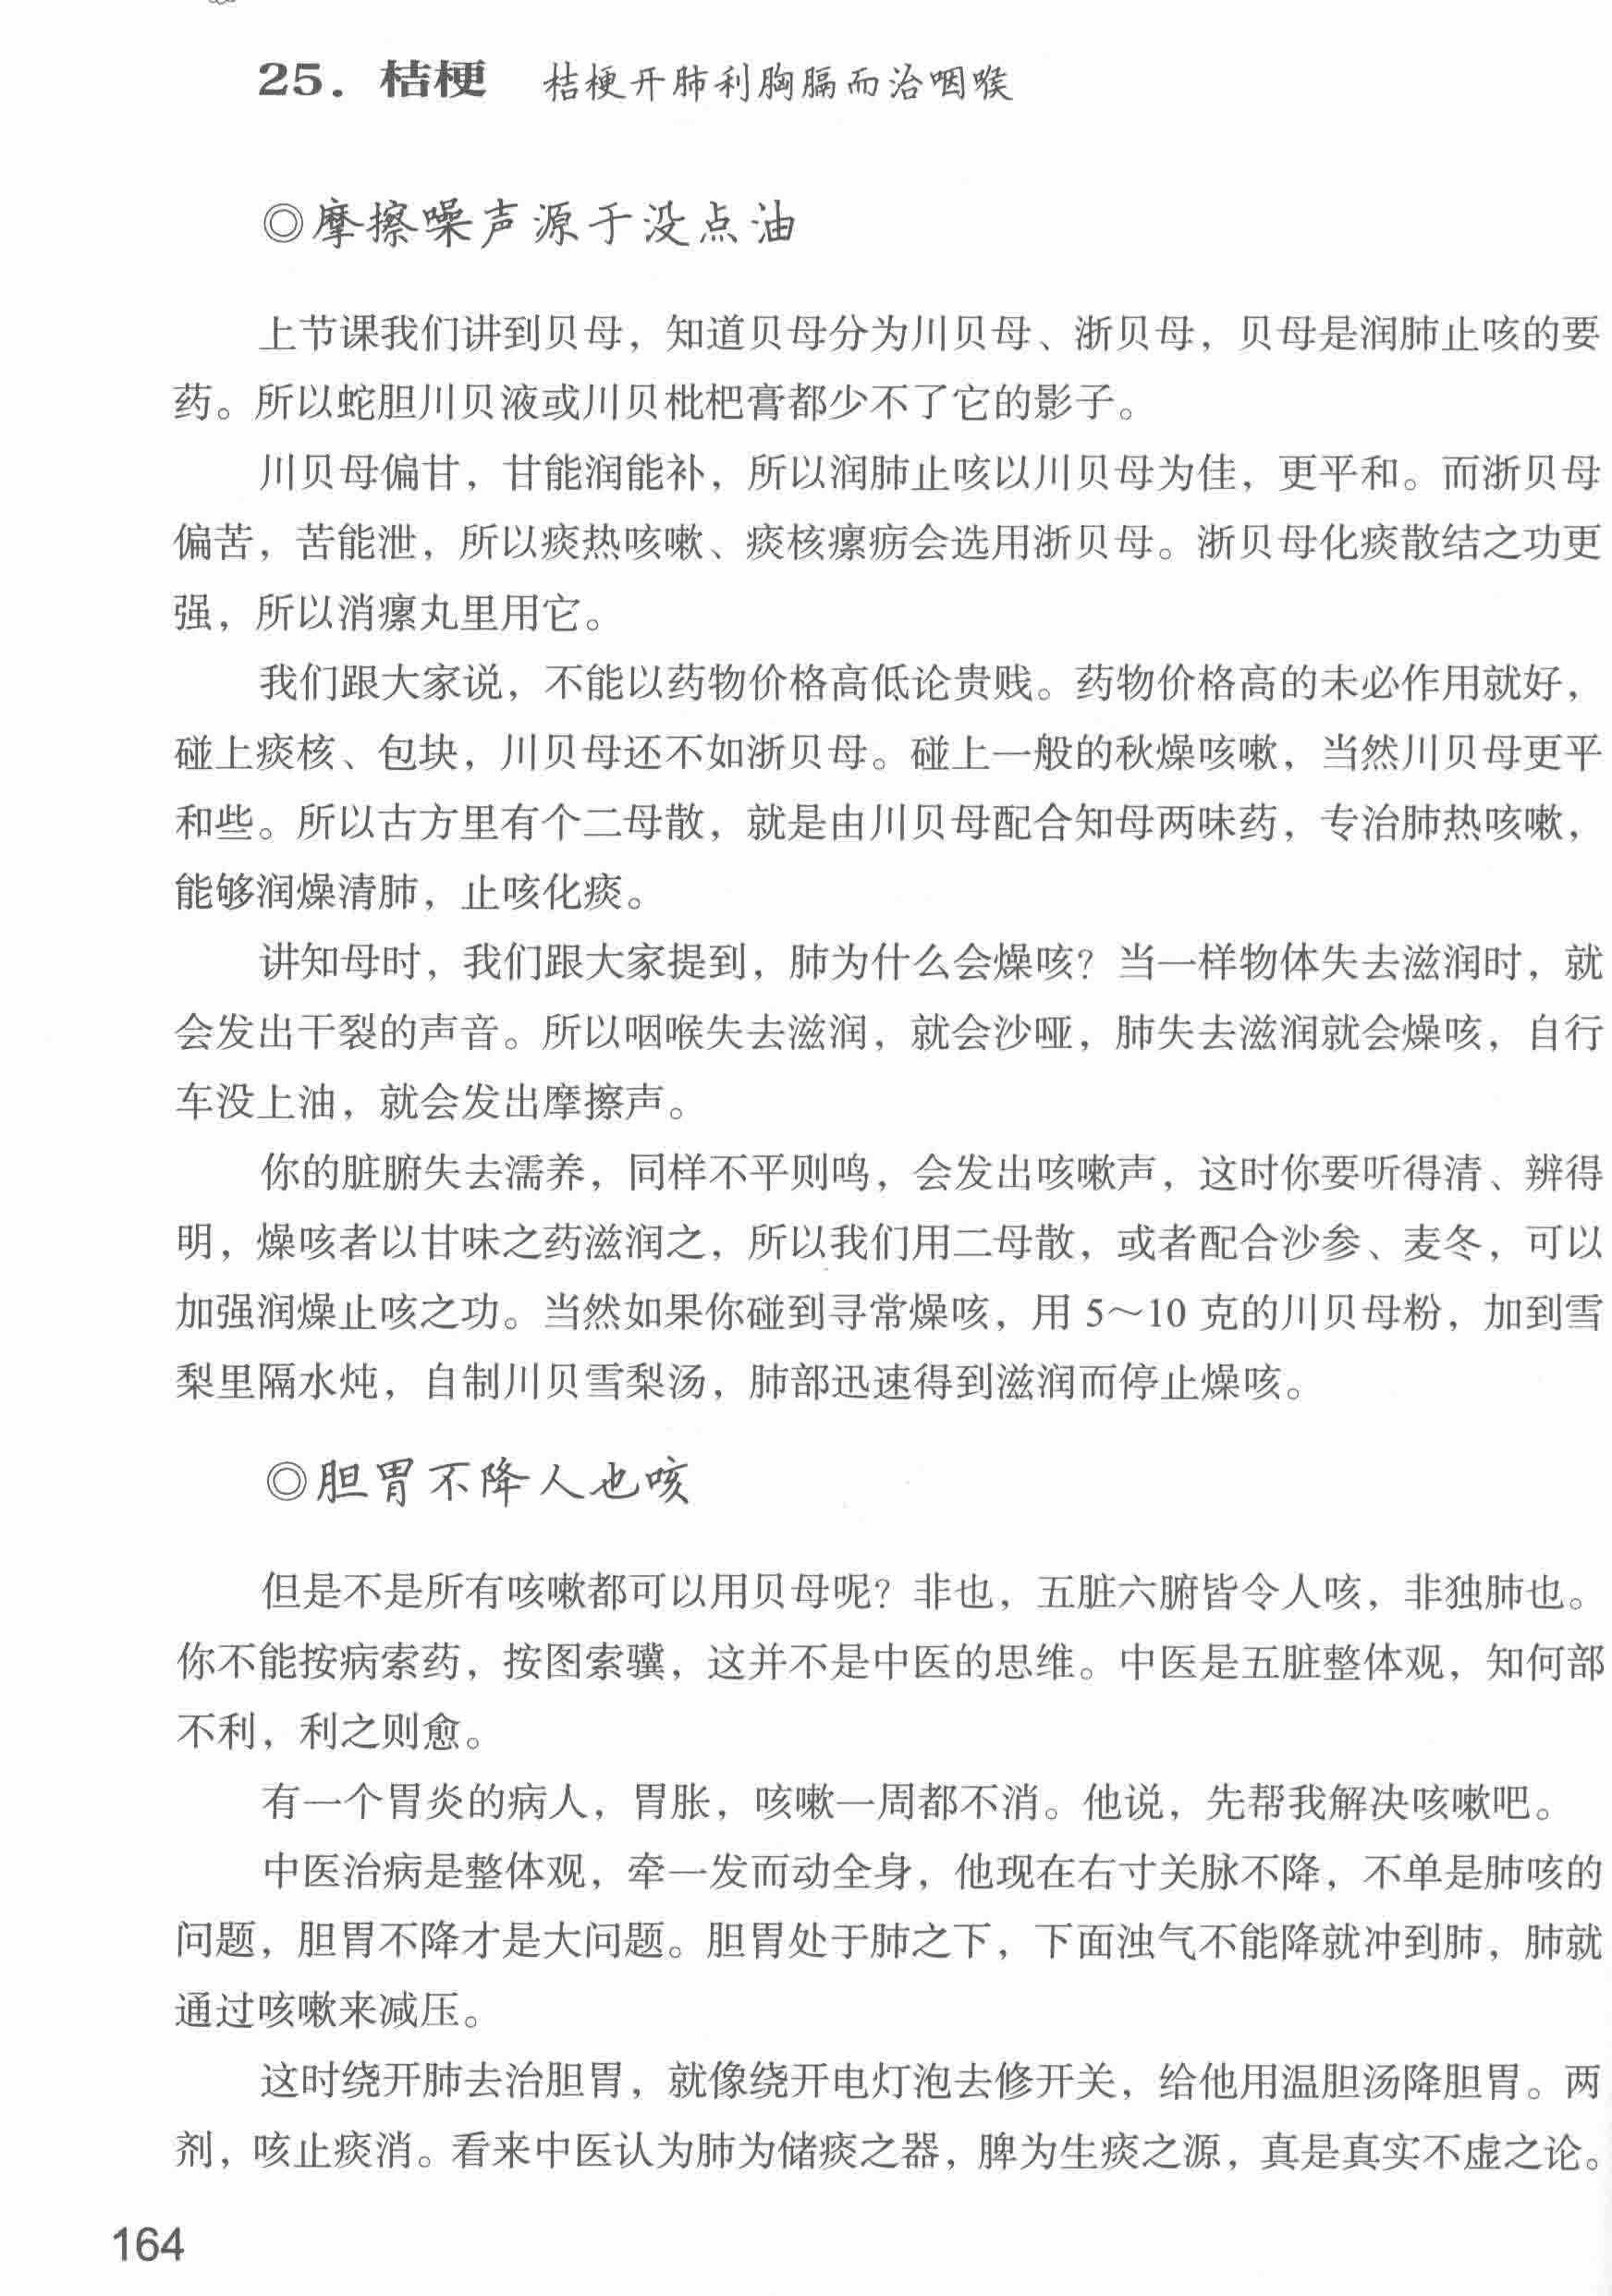 25. 桔梗　桔梗开肺利胸膈而治咽喉
◎摩擦噪声源于没点油
上节课我们讲到贝母，知道贝母分为川贝母、浙贝母，贝母是润肺止咳的要
药。所以蛇胆川贝液或川贝枇杷膏都少不了它的影子。
川贝母偏甘，甘能润能补，所以润肺止咳以川贝母为佳，更平和。而浙贝母
偏苦，苦能泄，所以痰热咳嗽、痰核瘰疬会选用浙贝母。浙贝母化痰散结之功更
强，所以消瘰丸里用它。
我们跟大家说，不能以药物价格高低论贵贱。药物价格高的未必作用就好，
碰上痰核、包块，川贝母还不如浙贝母。碰上一般的秋燥咳嗽，当然川贝母更平
和些。所以古方里有个二母散，就是由川贝母配合知母两味药，专治肺热咳嗽，
能够润燥清肺，止咳化痰。
讲知母时，我们跟大家提到，肺为什么会燥咳？当一样物体失去滋润时，就
会发出干裂的声音。所以咽喉失去滋润，就会沙哑，肺失去滋润就会燥咳，自行
车没上油，就会发出摩擦声。
你的脏腑失去濡养，同样不平则鸣，会发出咳嗽声，这时你要听得清、辨得
明，燥咳者以甘味之药滋润之，所以我们用二母散，或者配合沙参、麦冬，可以
加强润燥止咳之功。当然如果你碰到寻常燥咳，用 5～10 克的川贝母粉，加到雪
梨里隔水炖，自制川贝雪梨汤，肺部迅速得到滋润而停止燥咳。
◎胆胃不降人也咳
但是不是所有咳嗽都可以用贝母呢？非也，五脏六腑皆令人咳，非独肺也。
你不能按病索药，按图索骥，这并不是中医的思维。中医是五脏整体观，知何部
不利，利之则愈。
有一个胃炎的病人，胃胀，咳嗽一周都不消。他说，先帮我解决咳嗽吧。
中医治病是整体观，牵一发而动全身，他现在右寸关脉不降，不单是肺咳的
问题，胆胃不降才是大问题。胆胃处于肺之下，下面浊气不能降就冲到肺，肺就
通过咳嗽来减压。
这时绕开肺去治胆胃，就像绕开电灯泡去修开关，给他用温胆汤降胆胃。两
剂，咳止痰消。看来中医认为肺为储痰之器，脾为生痰之源，真是真实不虚之论。
164